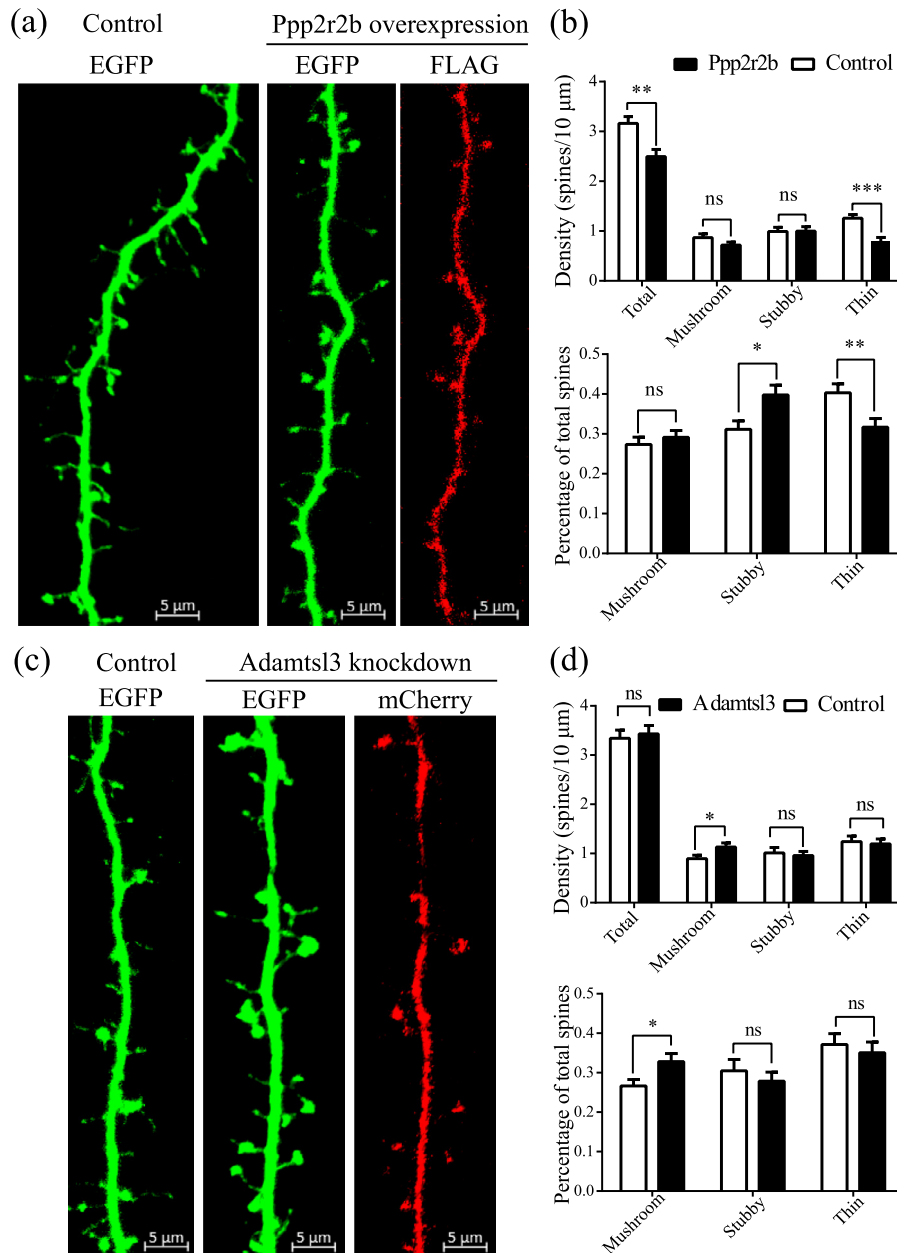 (a)
Control
Ppp2r2b overexpression
EGFP
EGFP
FLAG
5 µm
5 µm
5 µm
(b)
Ppp2r2b
Control
Density (spines/10 µm)
4
3
2
1
0
**
ns
ns
***
Total
Mushroom
Stubby
Thin
Percentage of total spines
0.5
0.4
0.3
0.2
0.1
0.0
ns
*
**
Mushroom
Stubby
Thin
(c)
Control
Adamtsl3 knockdown
EGFP
EGFP
mCherry
5 µm
5 µm
5 µm
(d)
Adamtsl3
Control
Density (spines/10 µm)
4
3
2
1
0
ns
*
ns
ns
Total
Mushroom
Stubby
Thin
Percentage of total spines
0.5
0.4
0.3
0.2
0.1
0.0
*
ns
ns
Mushroom
Stubby
Thin